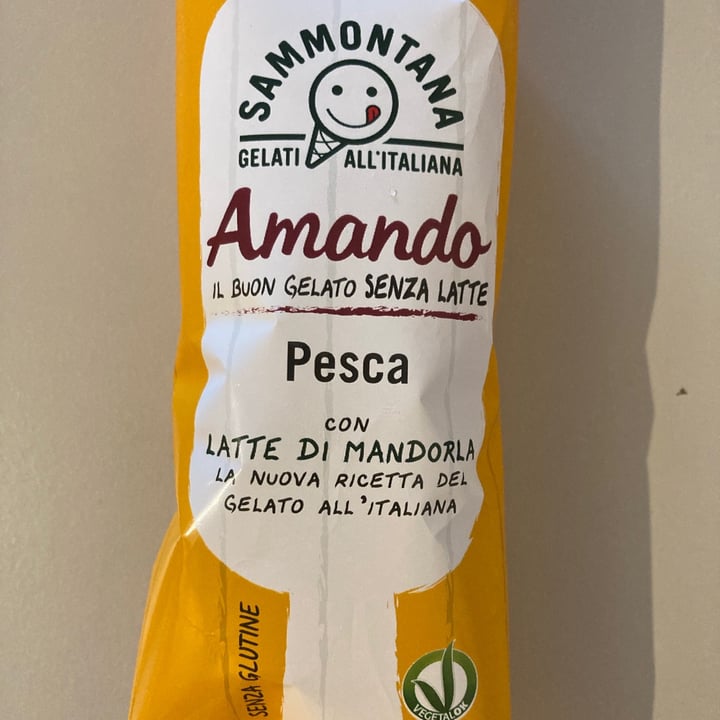 SAMMONTANA
GELATI ALL'ITALIANA
Amando
IL BUON GELATO SENZA LATTE
Pesca
CON
LATTE DI MANDORLA
LA NUOVA RICETTA DEL
GELATO ALL'ITALIANA
SENZA GLUTINE
VEGETALOK